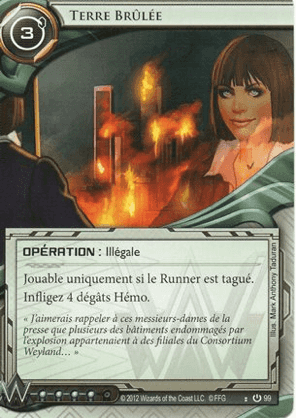 Terre Brûlée
3
Illus. Mark Anthony Taduran
OPÉRATION : Illégale
Jouable uniquement si le Runner est tagué.
Infligez 4 dégâts Hémo.
« J'aimerais rappeler à ces messieurs-dames de la
presse que plusieurs des bâtiments endommagés par
l'explosion appartenaient à des filiales du Consortium
Weyland… »
© 2012 Wizards of the Coast LLC. © FFG
99